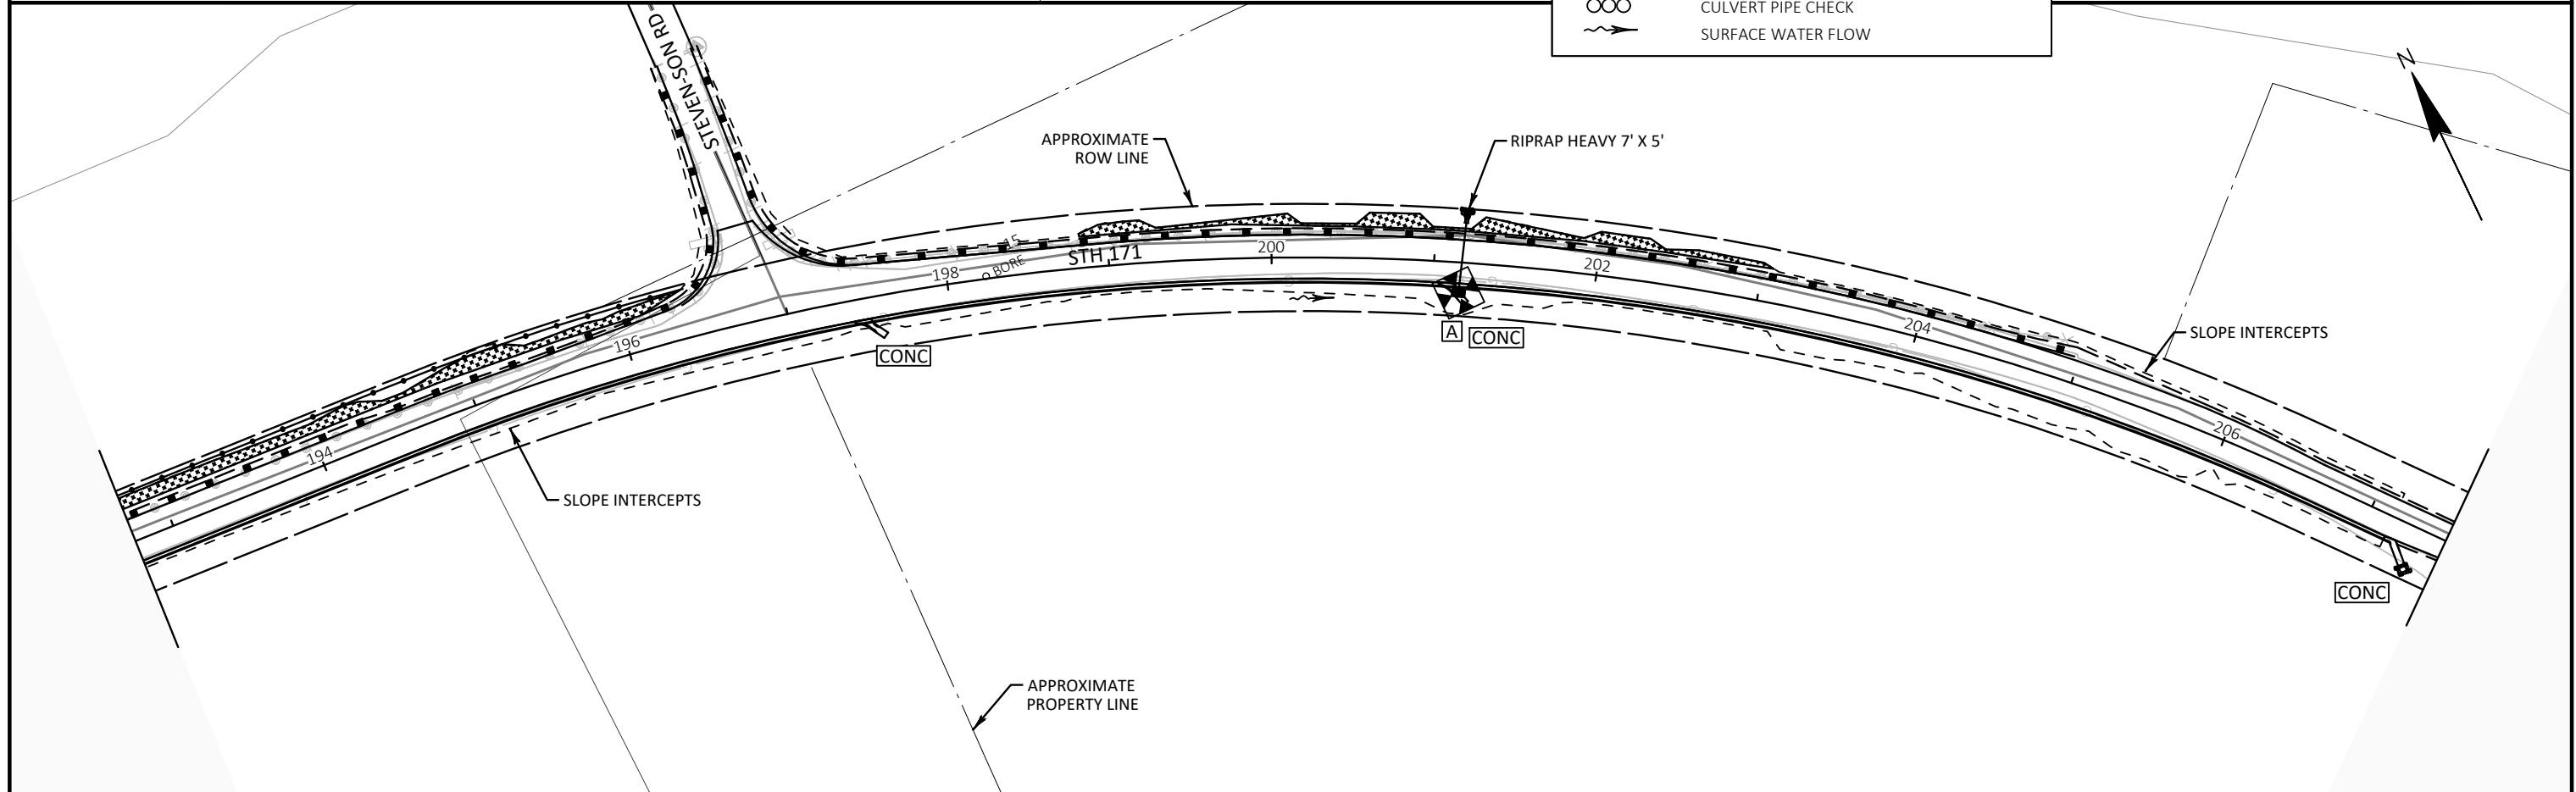 CULVERT PIPE CHECK
SURFACE WATER FLOW
STEVEN-SON RD
N
APPROXIMATE
ROW LINE
RIPRAP HEAVY 7' X 5'
15
BORE
STH 171
194
196
198
200
202
204
206
SLOPE INTERCEPTS
CONC
A
CONC
SLOPE INTERCEPTS
CONC
APPROXIMATE
PROPERTY LINE